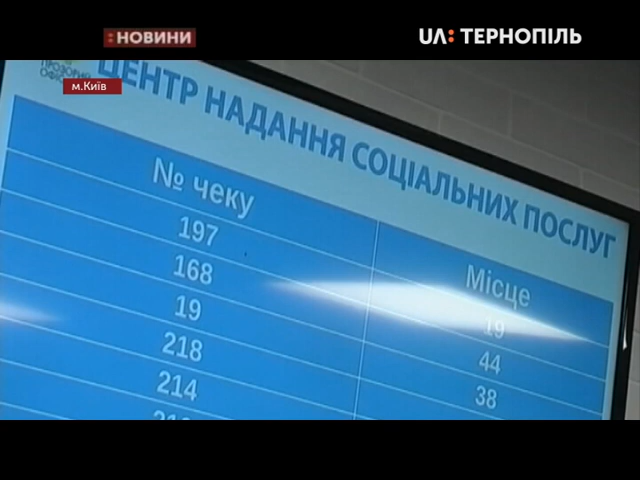 :НОВИНИ
UA: ТЕРНОПІЛЬ
м.Київ
ЦЕНТР НАДАННЯ СОЦІАЛЬНИХ ПОСЛУГ
№ чеку Місце
197 19
168 44
19 38
218
214